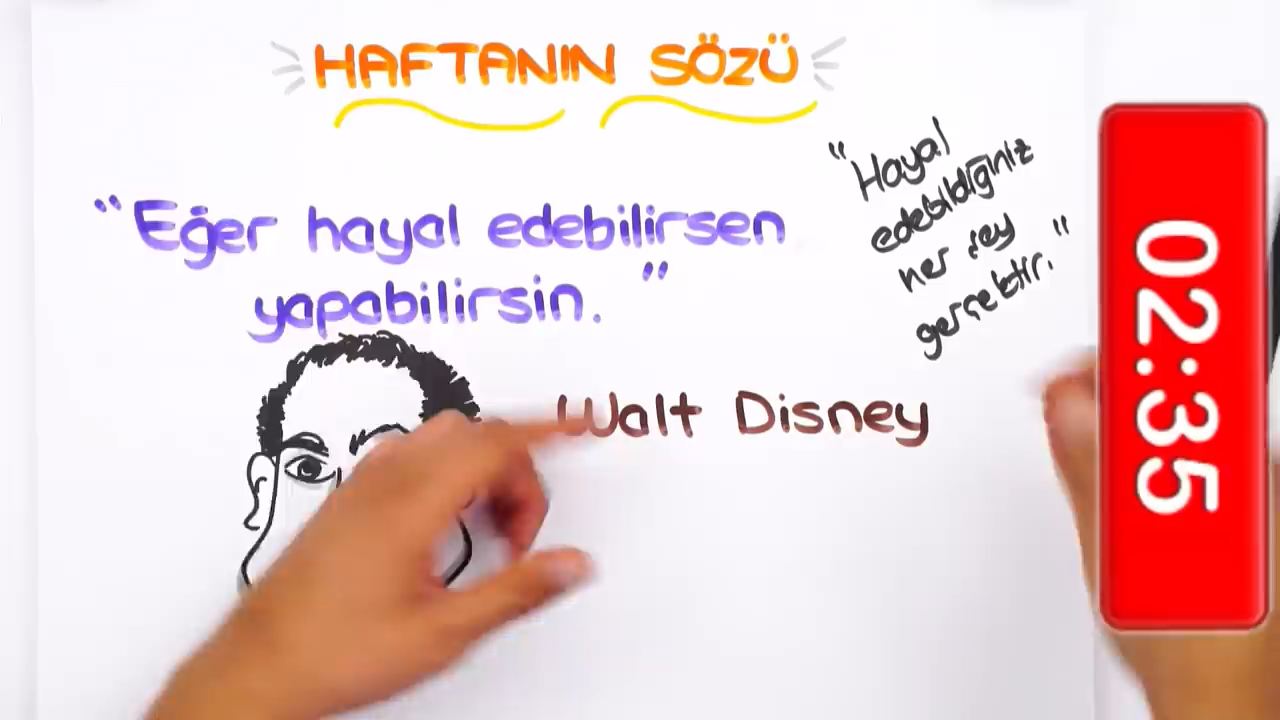 HAFTANIN SÖZÜ
"Eğer hayal edebilirsen
yapabilirsin."
"Hayal
edebildiğiniz
her şey
gerçektir."
Walt Disney
02:35